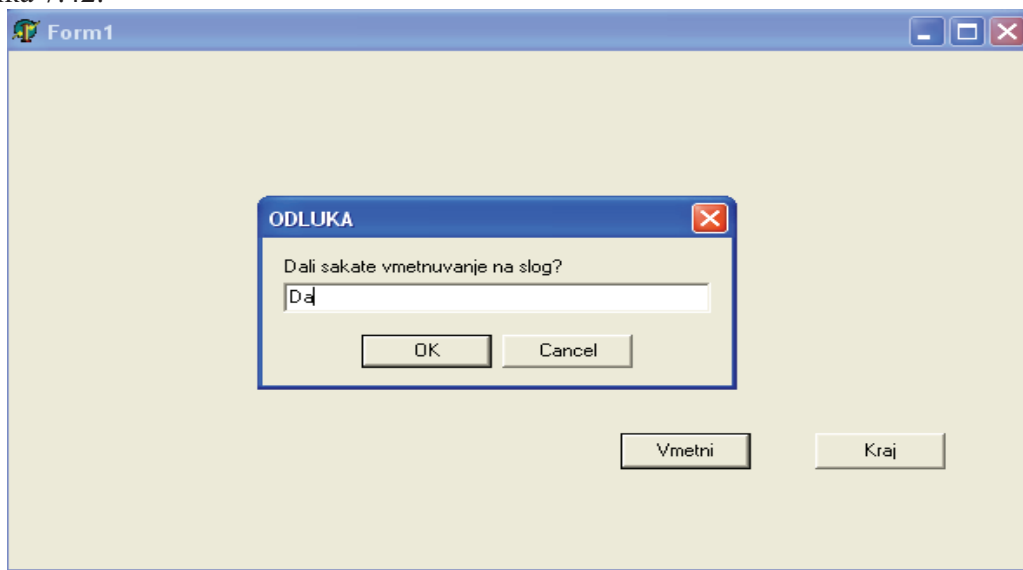 Form1
ODLUKA
Dali sakate vmetnuvanje na slog?
Da
OK Cancel
Vmetni Kraj